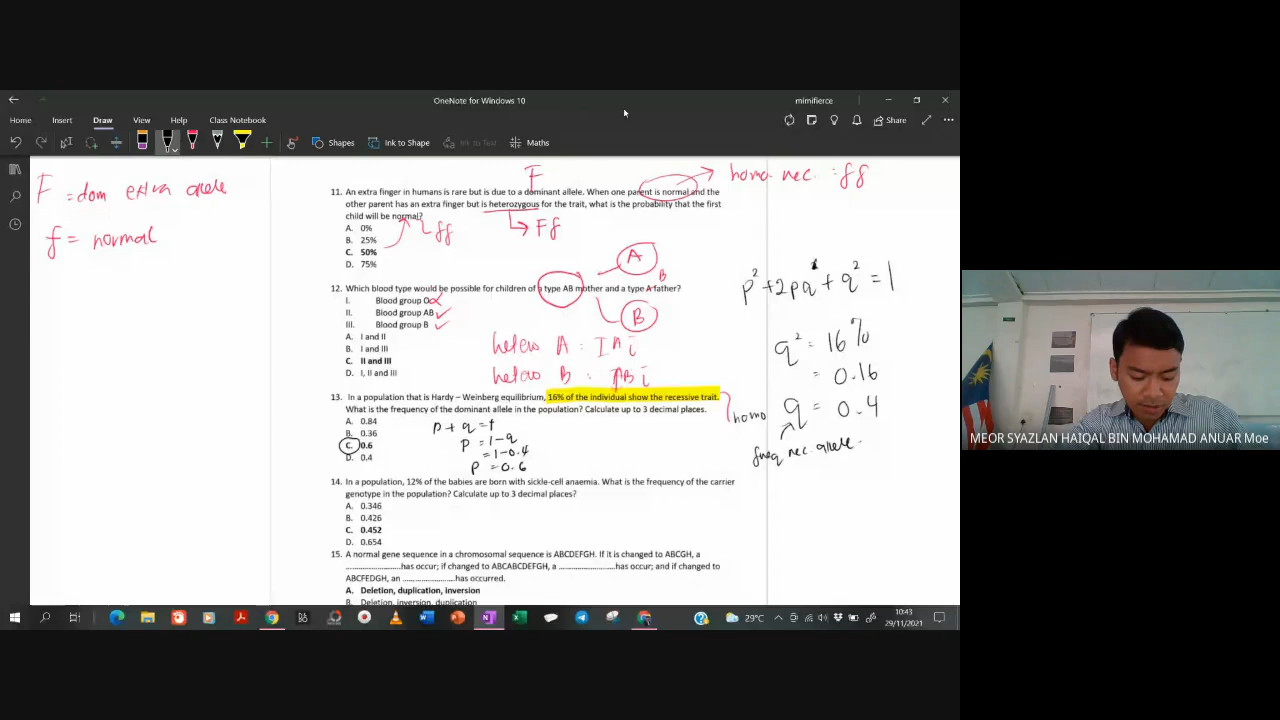 OneNote for Windows 10
mimifierce
Home
Insert
Draw
View
Help
Class Notebook
Share
Shapes
Ink to Shape
Ink to Text
Maths
F = dom extra allele
f = normal
F
homo rec : ff
11. An extra finger in humans is rare but is due to a dominant allele. When one parent is normal and the
other parent has an extra finger but is heterozygous for the trait, what is the probability that the first
child will be normal?
ff
Ff
A. 0%
B. 25%
C. 50%
D. 75%
A
B
12. Which blood type would be possible for children of a type AB mother and a type A father?
B
I. Blood group O
II. Blood group AB
III. Blood group B
A. I and II
B. I and III
C. II and III
D. I, II and III
hetero A : IA i
hetero B : IB i
p² + 2pq + q² = 1
q² = 16%
= 0.16
q = 0.4
freq rec. allele
13. In a population that is Hardy – Weinberg equilibrium, 16% of the individual show the recessive trait.
homo
What is the frequency of the dominant allele in the population? Calculate up to 3 decimal places.
A. 0.84
B. 0.36
C. 0.6
D. 0.4
p + q = 1
p = 1-q
= 1-0.4
p = 0.6
14. In a population, 12% of the babies are born with sickle-cell anaemia. What is the frequency of the carrier
genotype in the population? Calculate up to 3 decimal places?
A. 0.346
B. 0.426
C. 0.452
D. 0.654
15. A normal gene sequence in a chromosomal sequence is ABCDEFGH. If it is changed to ABCGH, a
........................has occur; if changed to ABCABCDEFGH, a ........................has occur; and if changed to
ABCFEDGH, an ........................has occurred.
A. Deletion, duplication, inversion
B. Deletion, inversion, duplication
MEOR SYAZLAN HAIQAL BIN MOHAMAD ANUAR Moe
29°C
10:43
29/11/2021